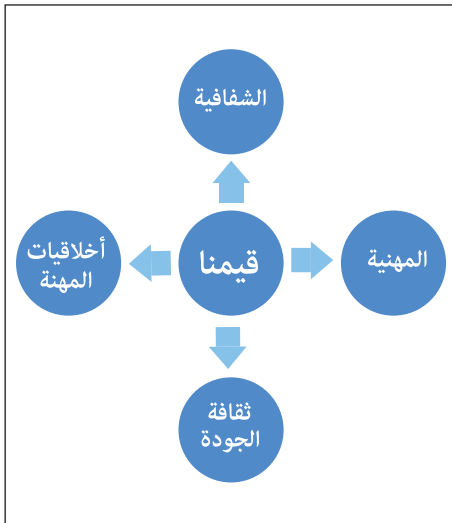 الشفافية
المهنية
قيمنا
أخلاقيات
المهنة
ثقافة
الجودة